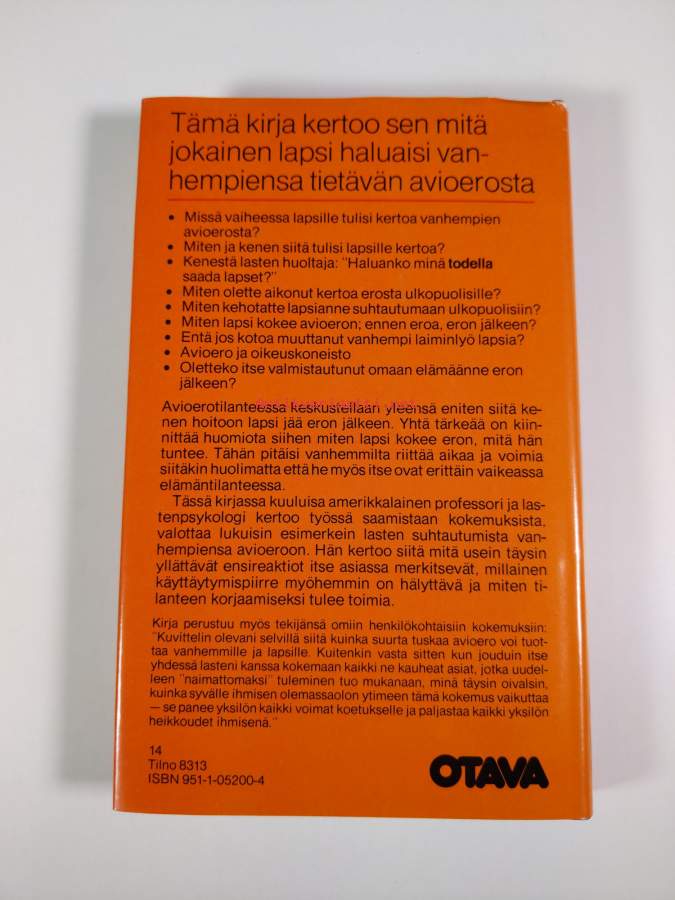 Tämä kirja kertoo sen mitä
jokainen lapsi haluaisi van-
hempiensa tietävän avioerosta
• Missä vaiheessa lapsille tulisi kertoa vanhempien
avioerosta?
• Miten ja kenen siitä tulisi lapsille kertoa?
• Kenestä lasten huoltaja: "Haluanko minä todella
saada lapset?"
• Miten olette aikonut kertoa erosta ulkopuolisille?
• Miten kehotatte lapsianne suhtautumaan ulkopuolisiin?
• Miten lapsi kokee avioeron; ennen eroa, eron jälkeen?
• Entä jos kotoa muuttanut vanhempi laiminlyö lapsia?
• Avioero ja oikeuskoneisto
• Oletteko itse valmistautunut omaan elämäänne eron
jälkeen?
Avioerotilanteessa keskustellaan yleensä eniten siitä ke-
nen hoitoon lapsi jää eron jälkeen. Yhtä tärkeää on kiin-
nittää huomiota siihen miten lapsi kokee eron, mitä hän
tuntee. Tähän pitäisi vanhemmilta riittää aikaa ja voimia
siitäkin huolimatta että he myös itse ovat erittäin vaikeassa
elämäntilanteessa.
Tässä kirjassa kuuluisa amerikkalainen professori ja las-
tenpsykologi kertoo työssä saamistaan kokemuksista,
valottaa lukuisin esimerkein lasten suhtautumista van-
hempiensa avioeroon. Hän kertoo siitä mitä usein täysin
yllättävät ensireaktiot itse asiassa merkitsevät, millainen
käyttäytymispiirre myöhemmin on hälyttävä ja miten ti-
lanteen korjaamiseksi tulee toimia.
Kirja perustuu myös tekijänsä omiin henkilökohtaisiin kokemuksiin:
"Kuvittelin olevani selvillä siitä kuinka suurta tuskaa avioero voi tuot-
taa vanhemmille ja lapsille. Kuitenkin vasta sitten kun jouduin itse
yhdessä lasteni kanssa kokemaan kaikki ne kauheat asiat, jotka uudel-
leen "naimattomaksi" tuleminen tuo mukanaan, minä täysin oivalsin,
kuinka syvälle ihmisen olemassaolon ytimeen tämä kokemus vaikuttaa
— se panee yksilön kaikki voimat koetukselle ja paljastaa kaikki yksilön
heikkoudet ihmisenä."
14
Tilno 8313
ISBN 951-1-05200-4
OTAVA